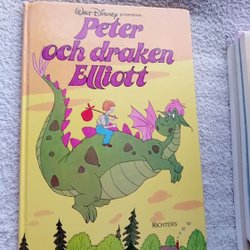 WALT DISNEY
Peter
och draken
Elliott
RICHTERS